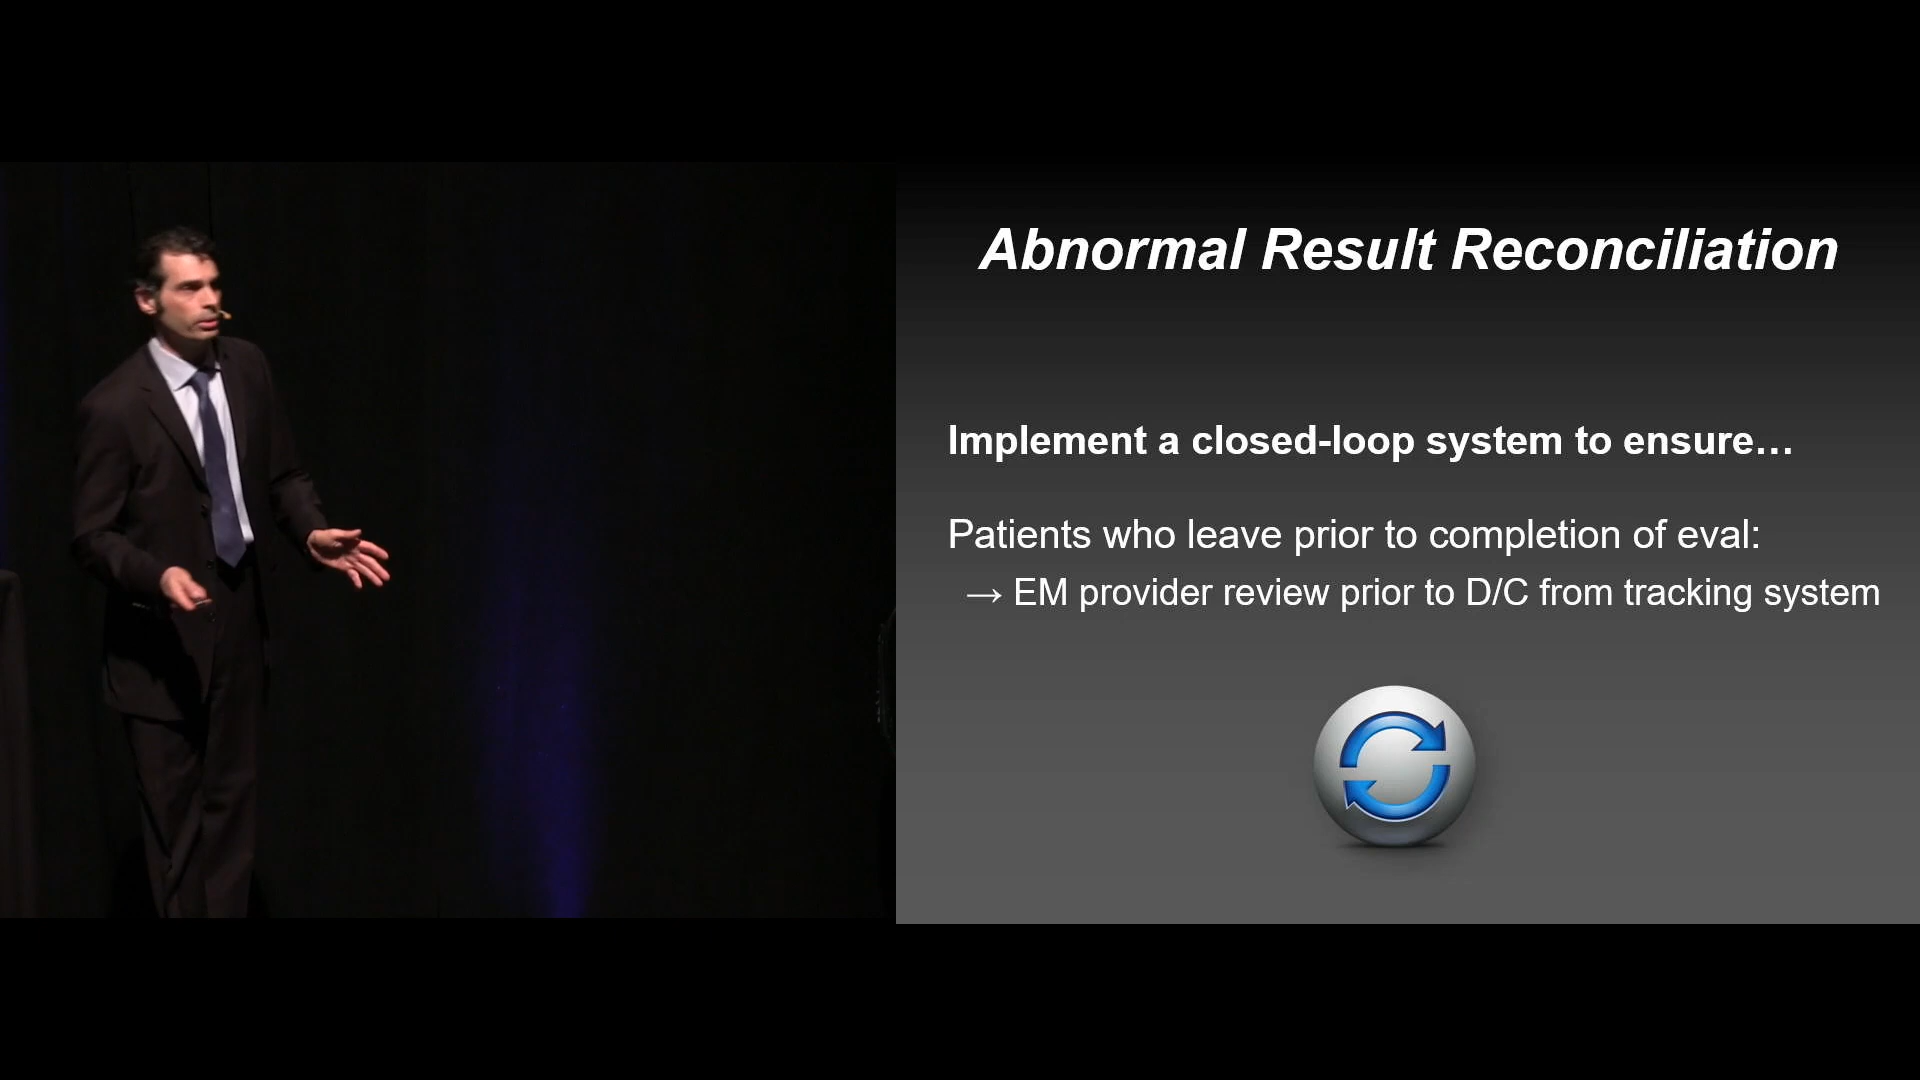 Abnormal Result Reconciliation
Implement a closed-loop system to ensure…
Patients who leave prior to completion of eval:
→ EM provider review prior to D/C from tracking system